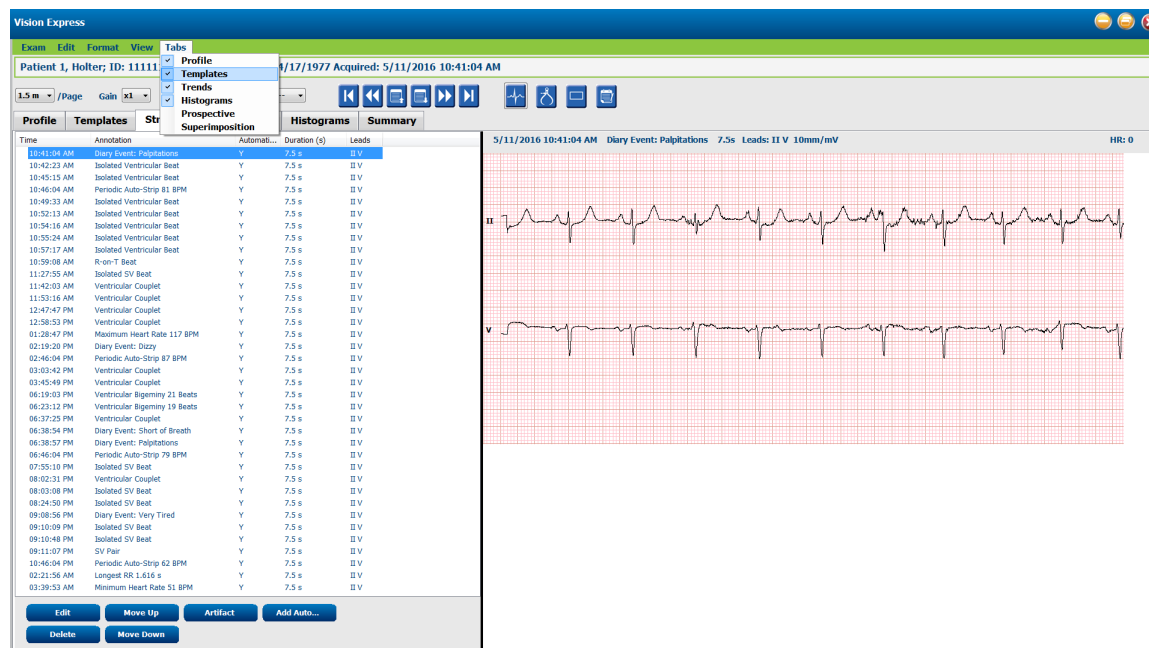 Vision Express
Exam Edit Format View Tabs
Profile
Templates
Trends
Histograms
Prospective
Superimposition
Patient 1, Holter; ID: 11111 4/17/1977 Acquired: 5/11/2016 10:41:04 AM
1.5 m /Page Gain x1
Profile Templates Str Histograms Summary
Time Annotation Automati... Duration (s) Leads
10:41:04 AM Diary Event: Palpitations Y 7.5 s II V
10:42:23 AM Isolated Ventricular Beat Y 7.5 s II V
10:45:15 AM Isolated Ventricular Beat Y 7.5 s II V
10:46:04 AM Periodic Auto-Strip 81 BPM Y 7.5 s II V
10:49:33 AM Isolated Ventricular Beat Y 7.5 s II V
10:52:13 AM Isolated Ventricular Beat Y 7.5 s II V
10:54:16 AM Isolated Ventricular Beat Y 7.5 s II V
10:55:24 AM Isolated Ventricular Beat Y 7.5 s II V
10:57:17 AM Isolated Ventricular Beat Y 7.5 s II V
10:59:08 AM R-on-T Beat Y 7.5 s II V
11:27:55 AM Isolated SV Beat Y 7.5 s II V
11:42:03 AM Ventricular Couplet Y 7.5 s II V
11:53:16 AM Ventricular Couplet Y 7.5 s II V
12:47:47 PM Ventricular Couplet Y 7.5 s II V
12:58:53 PM Ventricular Couplet Y 7.5 s II V
01:28:47 PM Maximum Heart Rate 117 BPM Y 7.5 s II V
02:19:20 PM Diary Event: Dizzy Y 7.5 s II V
02:46:04 PM Periodic Auto-Strip 87 BPM Y 7.5 s II V
03:03:42 PM Ventricular Couplet Y 7.5 s II V
03:45:49 PM Ventricular Couplet Y 7.5 s II V
06:19:03 PM Ventricular Bigeminy 21 Beats Y 7.5 s II V
06:23:12 PM Ventricular Bigeminy 19 Beats Y 7.5 s II V
06:37:25 PM Ventricular Couplet Y 7.5 s II V
06:38:54 PM Diary Event: Short of Breath Y 7.5 s II V
06:38:57 PM Diary Event: Palpitations Y 7.5 s II V
06:46:04 PM Periodic Auto-Strip 79 BPM Y 7.5 s II V
07:55:10 PM Isolated SV Beat Y 7.5 s II V
08:02:31 PM Ventricular Couplet Y 7.5 s II V
08:03:08 PM Isolated SV Beat Y 7.5 s II V
08:24:50 PM Isolated SV Beat Y 7.5 s II V
09:08:56 PM Diary Event: Very Tired Y 7.5 s II V
09:10:09 PM Isolated SV Beat Y 7.5 s II V
09:10:48 PM Isolated SV Beat Y 7.5 s II V
09:11:07 PM SV Pair Y 7.5 s II V
10:46:04 PM Periodic Auto-Strip 62 BPM Y 7.5 s II V
02:21:56 AM Longest RR 1.616 s Y 7.5 s II V
03:39:53 AM Minimum Heart Rate 51 BPM Y 7.5 s II V
Edit Move Up Artifact Add Auto...
Delete Move Down
5/11/2016 10:41:04 AM Diary Event: Palpitations 7.5s Leads: II V 10mm/mV HR: 0
II
V